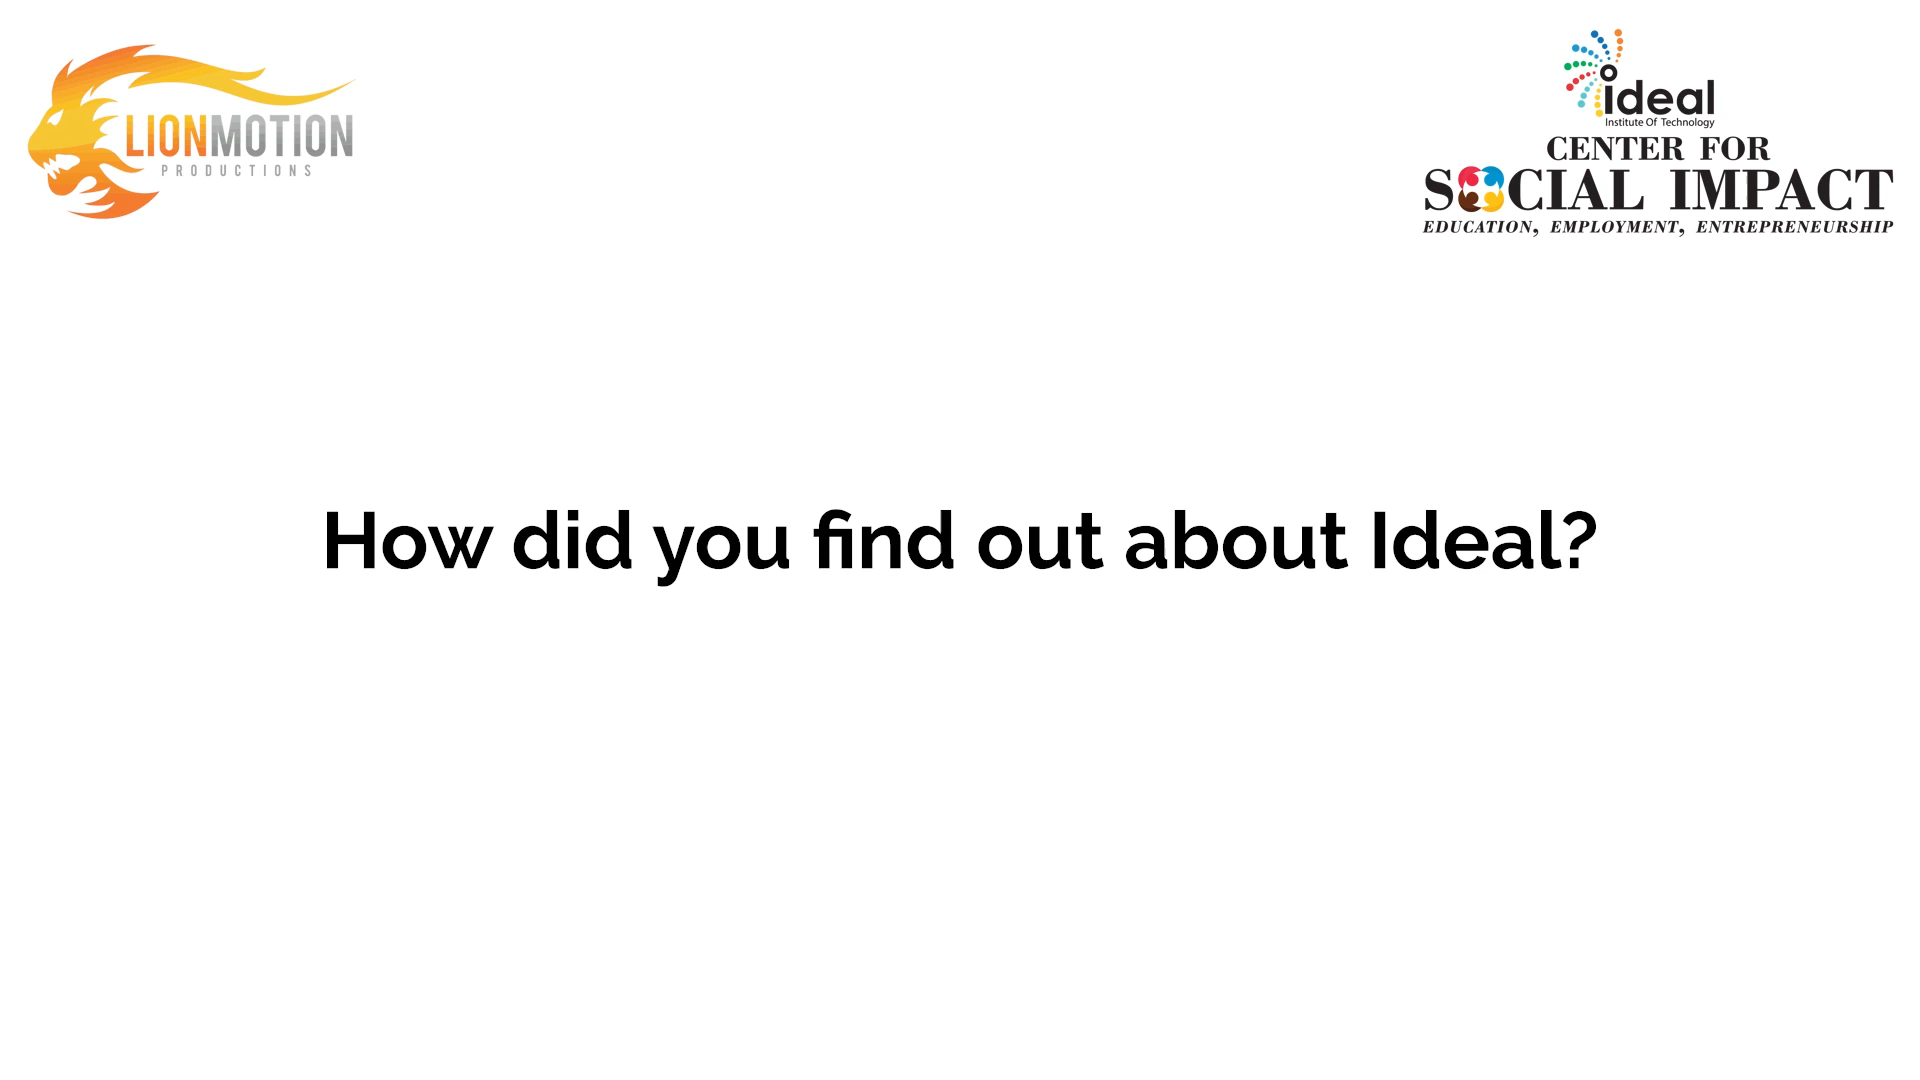 LIONMOTION
PRODUCTIONS
ideal
Institute Of Technology
CENTER FOR
SOCIAL IMPACT
EDUCATION, EMPLOYMENT, ENTREPRENEURSHIP
How did you find out about Ideal?